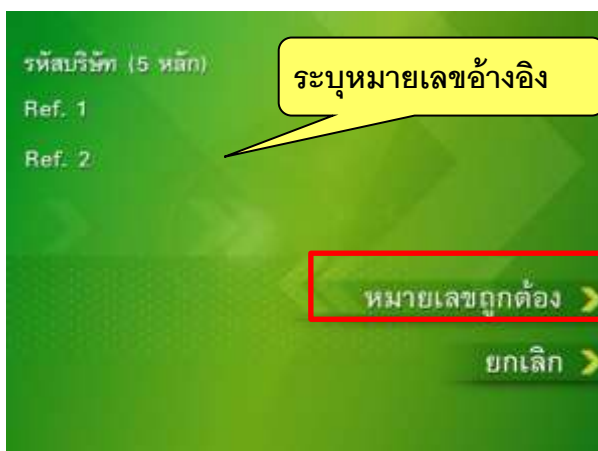 รหัสบริษัท (5 หลัก)
ระบุหมายเลขอ้างอิง
Ref. 1
Ref. 2
หมายเลขถูกต้อง
ยกเลิก